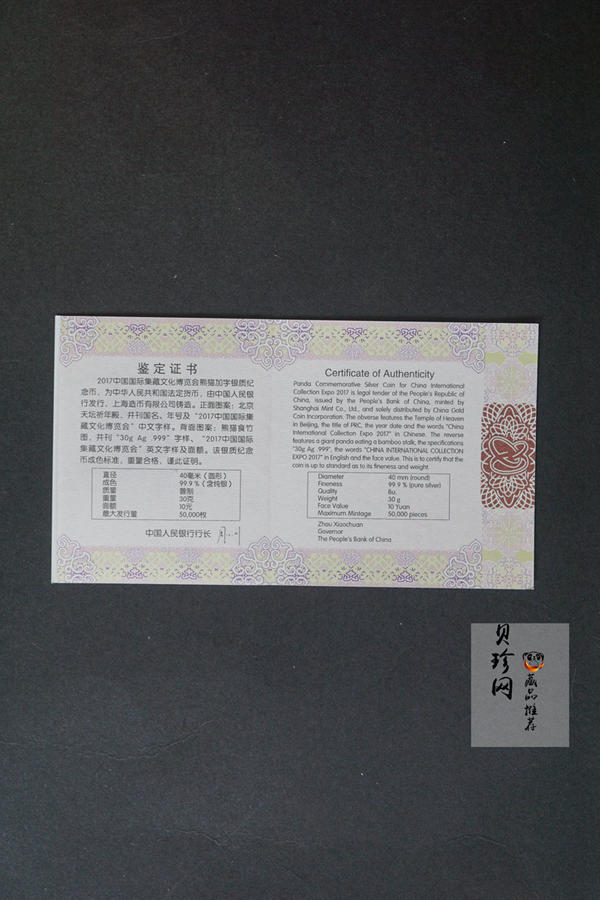 鉴定证书
2017中国国际集藏文化博览会熊猫加字银质纪
念币，为中华人民共和国法定货币，由中国人民银
行发行，上海造币有限公司铸造。正面图案：北京
天坛祈年殿，并刊国名、年号及“2017中国国际集
藏文化博览会”中文字样。背面图案：熊猫食竹
图，并刊“30g Ag .999”字样、“2017中国国际集
藏文化博览会”英文字样及面额。该银质纪念
币成色标准，重量合格，谨此证明。
直径 40毫米（圆形）
成色 99.9％（含纯银）
质量 普制
重量 30克
面额 10元
最大发行量 50,000枚
中国人民银行行长
Certificate of Authenticity
Panda Commemorative Silver Coin for China International
Collection Expo 2017 is legal tender of the People's Republic of
China, issued by the People's Bank of China, minted by
Shanghai Mint Co., Ltd., and solely distributed by China Gold
Coin Incorporation. The obverse features the Temple of Heaven
in Beijing, the title of PRC, the year date and the words "China
International Collection Expo 2017" in Chinese. The reverse
features a giant panda eating a bamboo stalk, the specifications
"30g Ag .999", the words "CHINA INTERNATIONAL COLLECTION
EXPO 2017" in English and the face value. This is to certify that the
coin is up to standard as to its fineness and weight.
Diameter 40 mm (round)
Fineness 99.9 % (pure silver)
Quality Bu.
Weight 30 g
Face Value 10 Yuan
Maximum Mintage 50,000 pieces
Zhou Xiaochuan
Governor
The People's Bank of China
贝珍网
藏品推荐